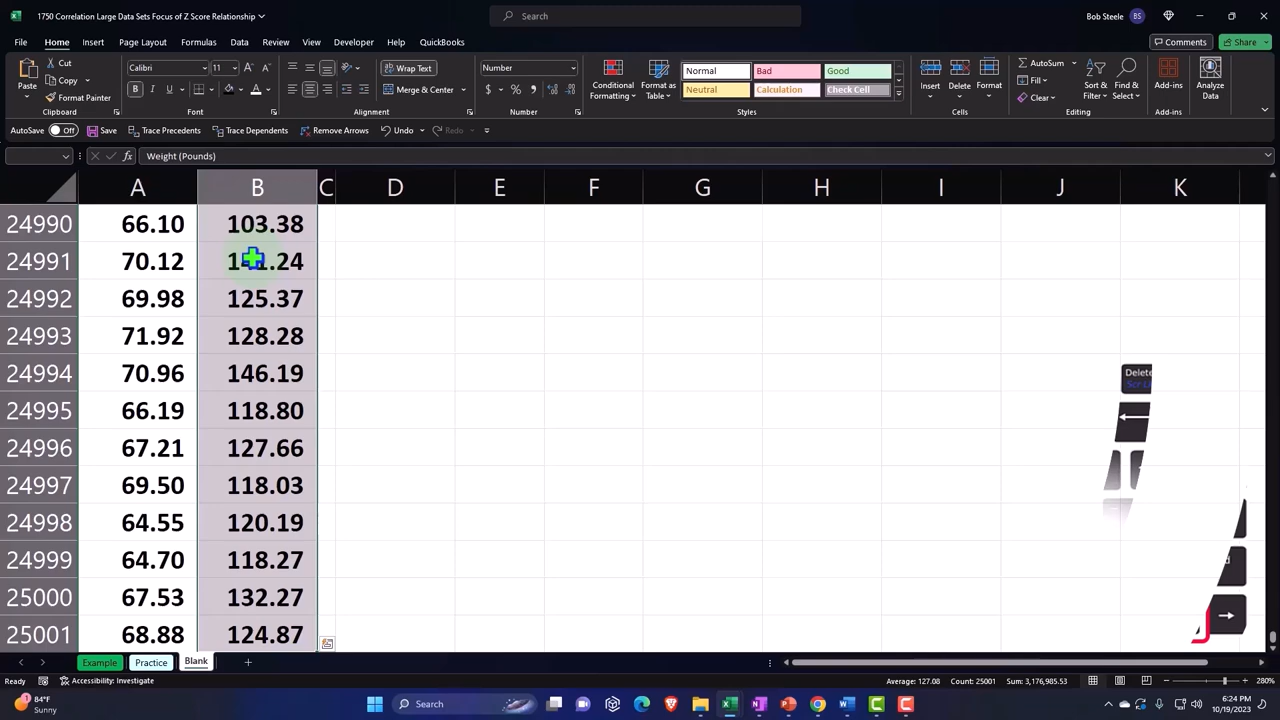 1750 Correlation Large Data Sets Focus of Z Score Relationship
Search
Bob Steele
BS
File Home Insert Page Layout Formulas Data Review View Developer Help QuickBooks
Comments
Share
Paste
Cut
Copy
Format Painter
Clipboard
Calibri 11
Font
Wrap Text
Merge & Center
Alignment
Number
Number
Conditional Formatting
Format as Table
Normal Bad Good
Neutral Calculation Check Cell
Styles
Insert Delete Format
Cells
AutoSum
Fill
Clear
Sort & Filter
Find & Select
Editing
Add-ins
Add-ins
Analyze Data
AutoSave Off Save Trace Precedents Trace Dependents Remove Arrows Undo Redo
fx Weight (Pounds)
A B C D E F G H I J K
24990 66.10 103.38
24991 70.12 .24
24992 69.98 125.37
24993 71.92 128.28
24994 70.96 146.19
24995 66.19 118.80
24996 67.21 127.66
24997 69.50 118.03
24998 64.55 120.19
24999 64.70 118.27
25000 67.53 132.27
25001 68.88 124.87
Delete
Example Practice Blank
Ready Accessibility: Investigate Average: 127.08 Count: 25001 Sum: 3,176,985.53 280%
84°F
Sunny
Search
6:24 PM
10/19/2023